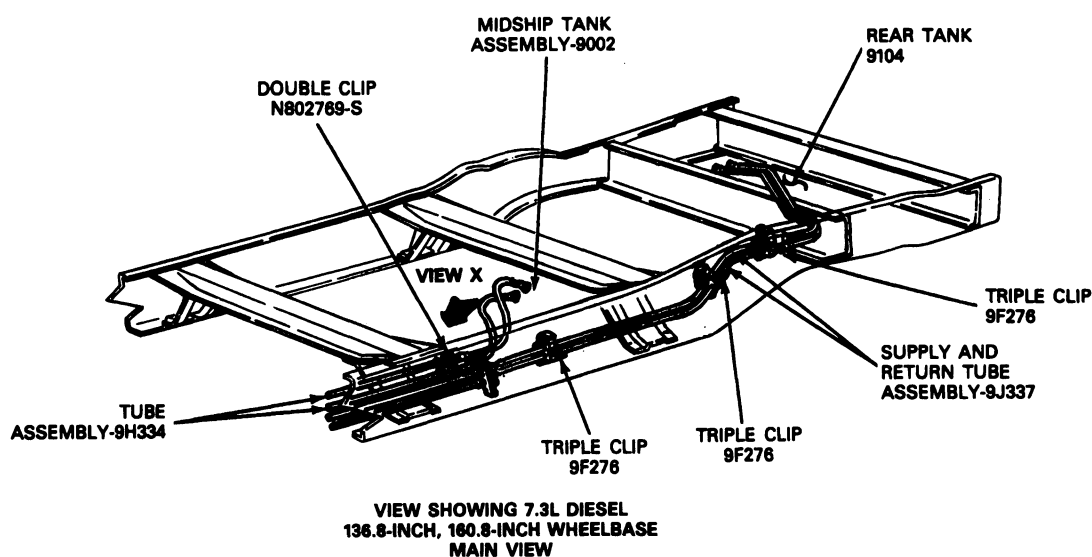 MIDSHIP TANK
ASSEMBLY-9002
REAR TANK
9104
DOUBLE CLIP
N802769-S
VIEW X
TRIPLE CLIP
9F276
SUPPLY AND
RETURN TUBE
ASSEMBLY-9J337
TUBE
ASSEMBLY-9H334
TRIPLE CLIP
9F276
TRIPLE CLIP
9F276
VIEW SHOWING 7.3L DIESEL
136.8-INCH, 160.8-INCH WHEELBASE
MAIN VIEW